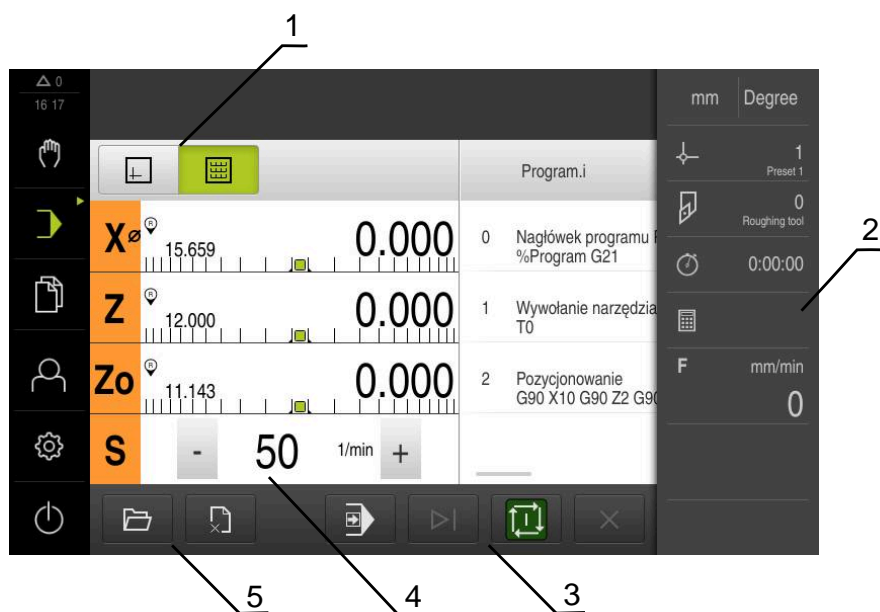 1
△ 0
16 17
mm Degree
1
Preset 1
0
Roughing tool
0:00:00
2
F mm/min
0
Program.i
X⌀ R 15.659 0.000
Z R 12.000 0.000
Zo R 11.143 0.000
S - 50 1/min +
0 Nagłówek programu
%Program G21
1 Wywołanie narzędzia
T0
2 Pozycjonowanie
G90 X10 G90 Z2 G90
5 4 3